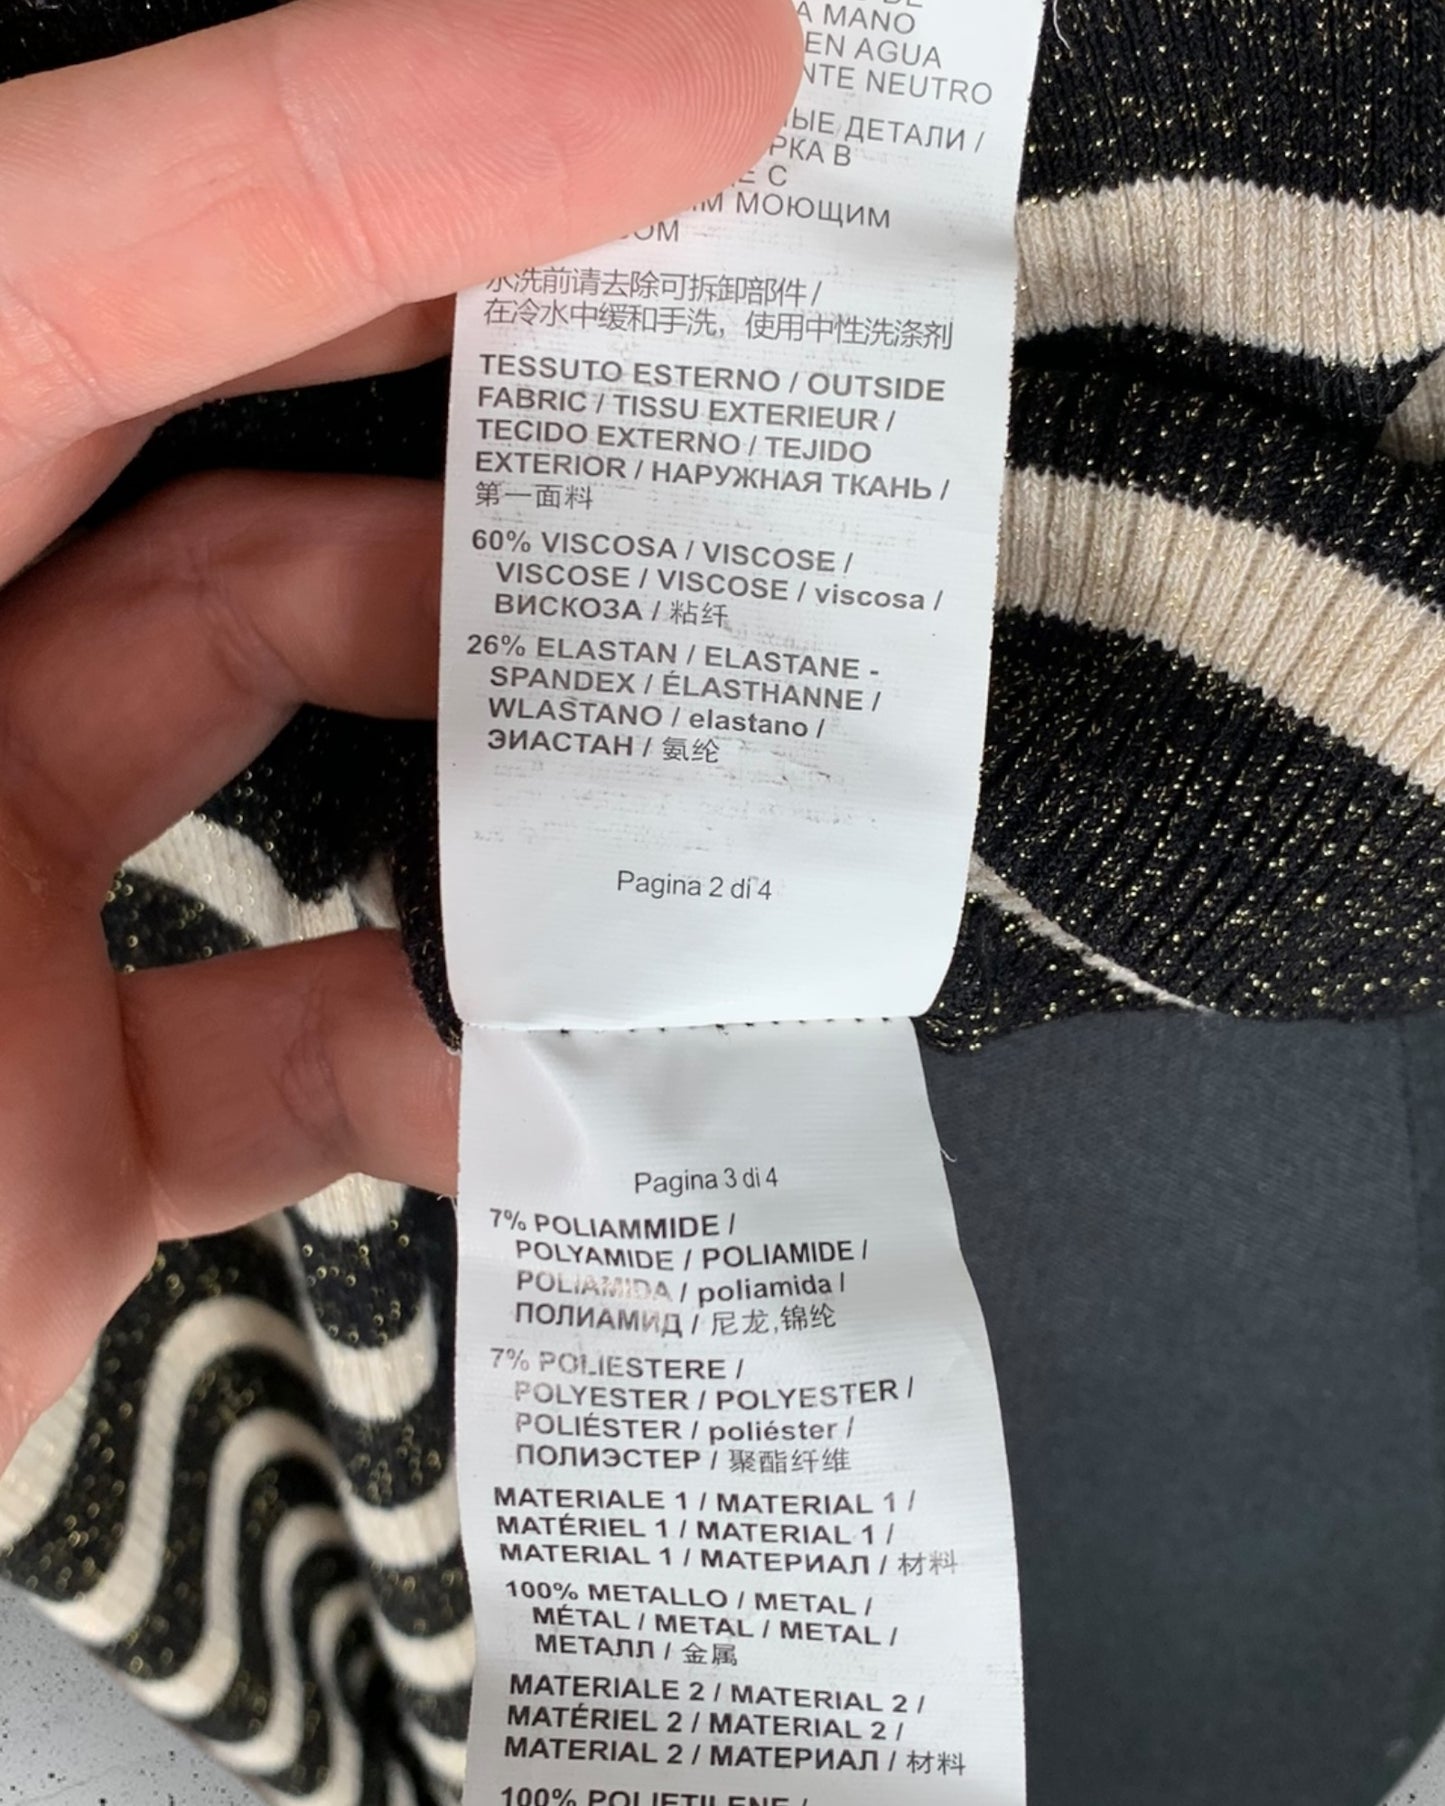 A MANO
EN AGUA
NEUTRO
ДЕТАЛИ /
В
С
МОЮЩИМ
水洗前请去除可拆卸部件 /
在冷水中缓和手洗，使用中性洗涤剂
TESSUTO ESTERNO / OUTSIDE
FABRIC / TISSU EXTERIEUR /
TECIDO EXTERNO / TEJIDO
EXTERIOR / НАРУЖНАЯ ТКАНЬ /
第一面料
60% VISCOSA / VISCOSE /
VISCOSE / VISCOSE / viscosa /
ВИСКОЗА / 粘纤
26% ELASTAN / ELASTANE -
SPANDEX / ÉLASTHANNE /
WLASTANO / elastano /
ЭИАСТАН / 氨纶
Pagina 2 di 4
Pagina 3 di 4
7% POLIAMMIDE /
POLYAMIDE / POLIAMIDE /
POLIAMIDA / poliamida /
ПОЛИАМИД / 尼龙,锦纶
7% POLIESTERE /
POLYESTER / POLYESTER /
POLIÉSTER / poliéster /
ПОЛИЭСТЕР / 聚酯纤维
MATERIALE 1 / MATERIAL 1 /
MATÉRIEL 1 / MATERIAL 1 /
MATERIAL 1 / МАТЕРИАЛ / 材料
100% METALLO / METAL /
MÉTAL / METAL / METAL /
МЕТАЛЛ / 金属
MATERIALE 2 / MATERIAL 2 /
MATÉRIEL 2 / MATERIAL 2 /
MATERIAL 2 / МАТЕРИАЛ / 材料
100% POLIETILENE /